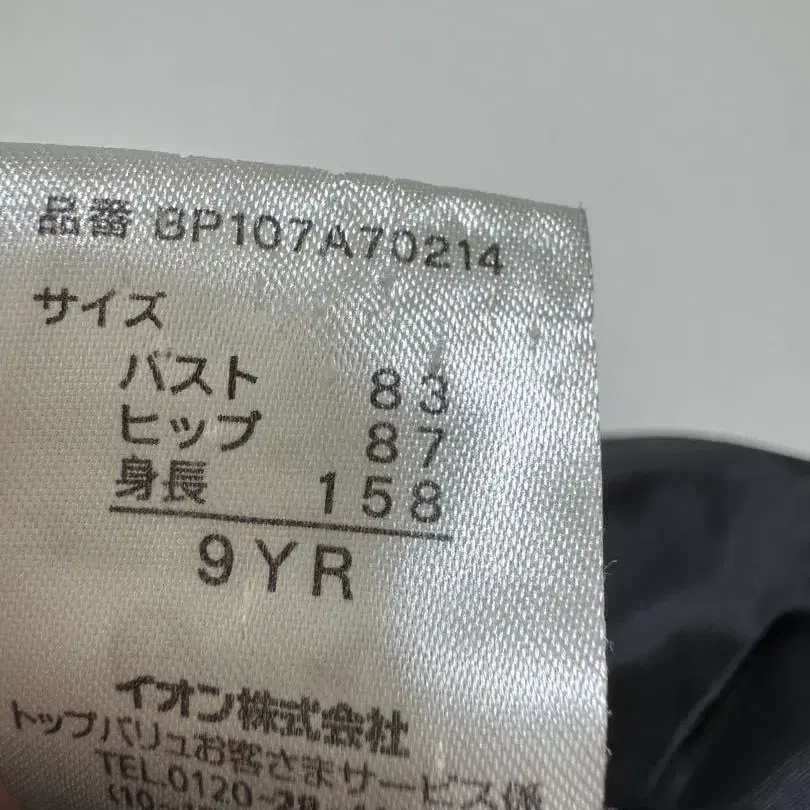 品番 BP107A70214
サイズ
バスト 83
ヒップ 87
身長 158
9YR
イオン株式会社
トップバリュお客さまサービス係
TEL.0120-28